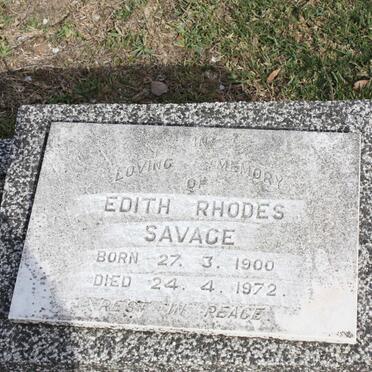 IN
LOVING MEMORY
OF
EDITH RHODES
SAVAGE
BORN 27. 3. 1900
DIED 24. 4. 1972.
REST IN PEACE